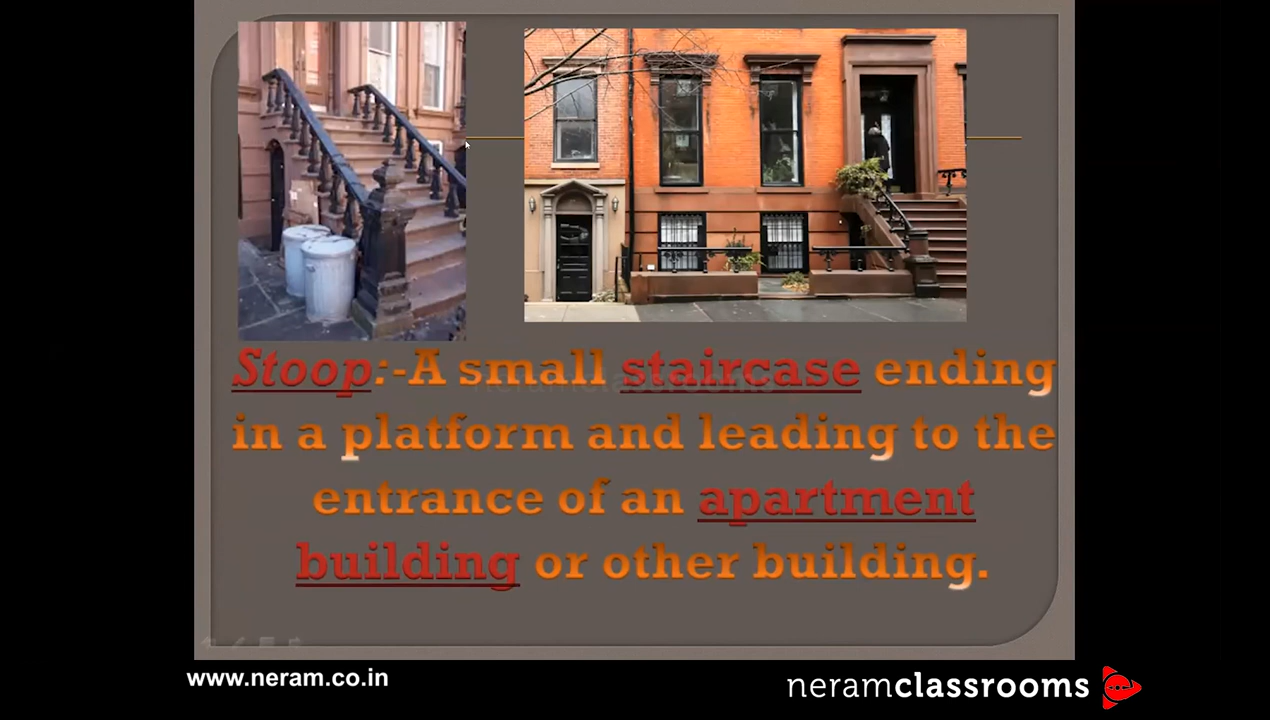 Stoop:-A small staircase ending
in a platform and leading to the
entrance of an apartment
building or other building.
neramclassrooms
www.neram.co.in
neramclassrooms